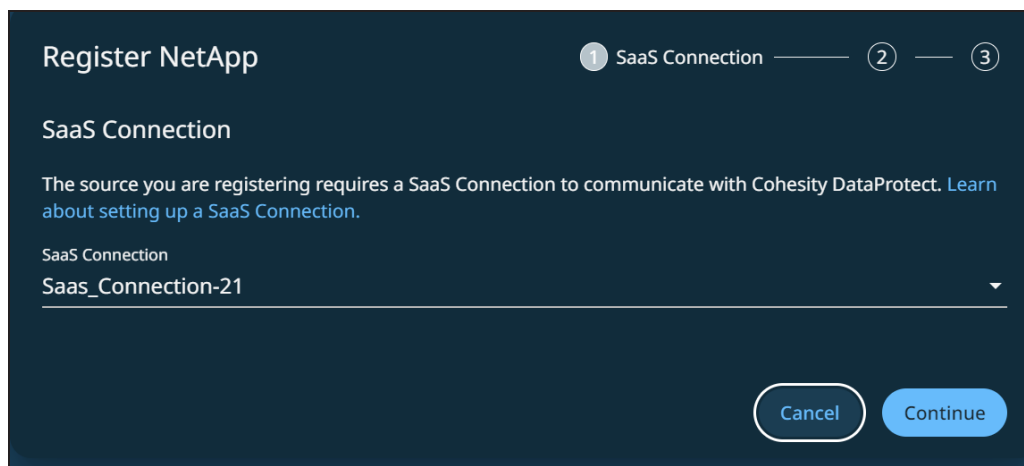 Register NetApp
1 SaaS Connection 2 3
SaaS Connection
The source you are registering requires a SaaS Connection to communicate with Cohesity DataProtect. Learn
about setting up a SaaS Connection.
SaaS Connection
Saas_Connection-21
Cancel Continue